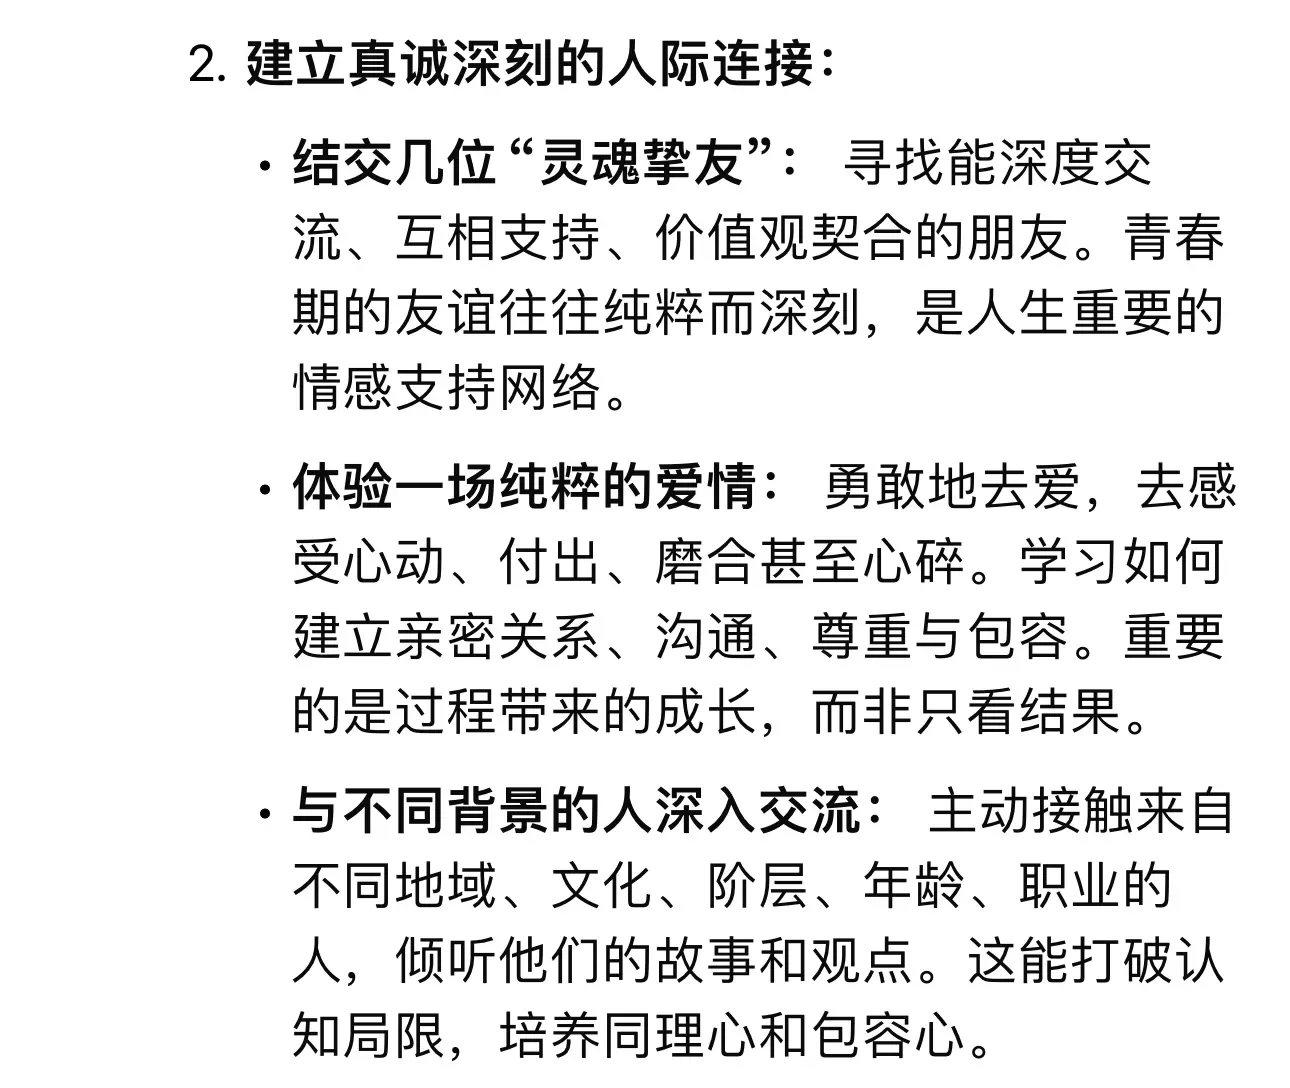 2. 建立真诚深刻的人际连接：
• 结交几位“灵魂挚友”： 寻找能深度交
流、互相支持、价值观契合的朋友。青春
期的友谊往往纯粹而深刻，是人生重要的
情感支持网络。
• 体验一场纯粹的爱情： 勇敢地去爱，去感
受心动、付出、磨合甚至心碎。学习如何
建立亲密关系、沟通、尊重与包容。重要
的是过程带来的成长，而非只看结果。
• 与不同背景的人深入交流： 主动接触来自
不同地域、文化、阶层、年龄、职业的
人，倾听他们的故事和观点。这能打破认
知局限，培养同理心和包容心。